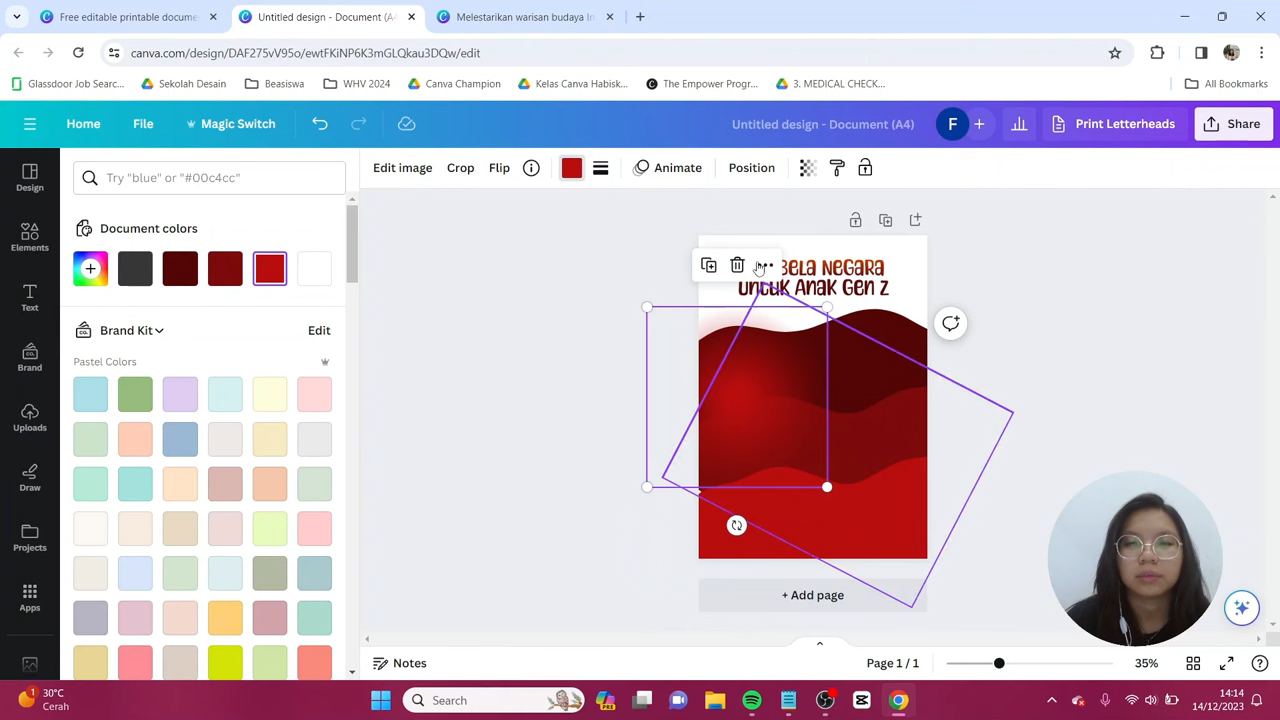 Free editable printable docume
Untitled design - Document (A4
Melestarikan warisan budaya In
canva.com/design/DAF275vV95o/ewtFKiNP6K3mGLQkau3DQw/edit
Glassdoor Job Searc...
Sekolah Desain
Beasiswa
WHV 2024
Canva Champion
Kelas Canva Habisk...
The Empower Progr...
3. MEDICAL CHECK...
All Bookmarks
Home
File
Magic Switch
Untitled design - Document (A4)
F
Print Letterheads
Share
Design
Elements
Text
Brand
Uploads
Draw
Projects
Apps
Try "blue" or "#00c4cc"
Document colors
Brand Kit
Edit
Pastel Colors
Edit image
Crop
Flip
Animate
Position
Bela Negara
Untuk Anak Gen Z
+ Add page
Notes
Page 1 / 1
35%
1
30°C
Cerah
Search
PRE
14:14
14/12/2023